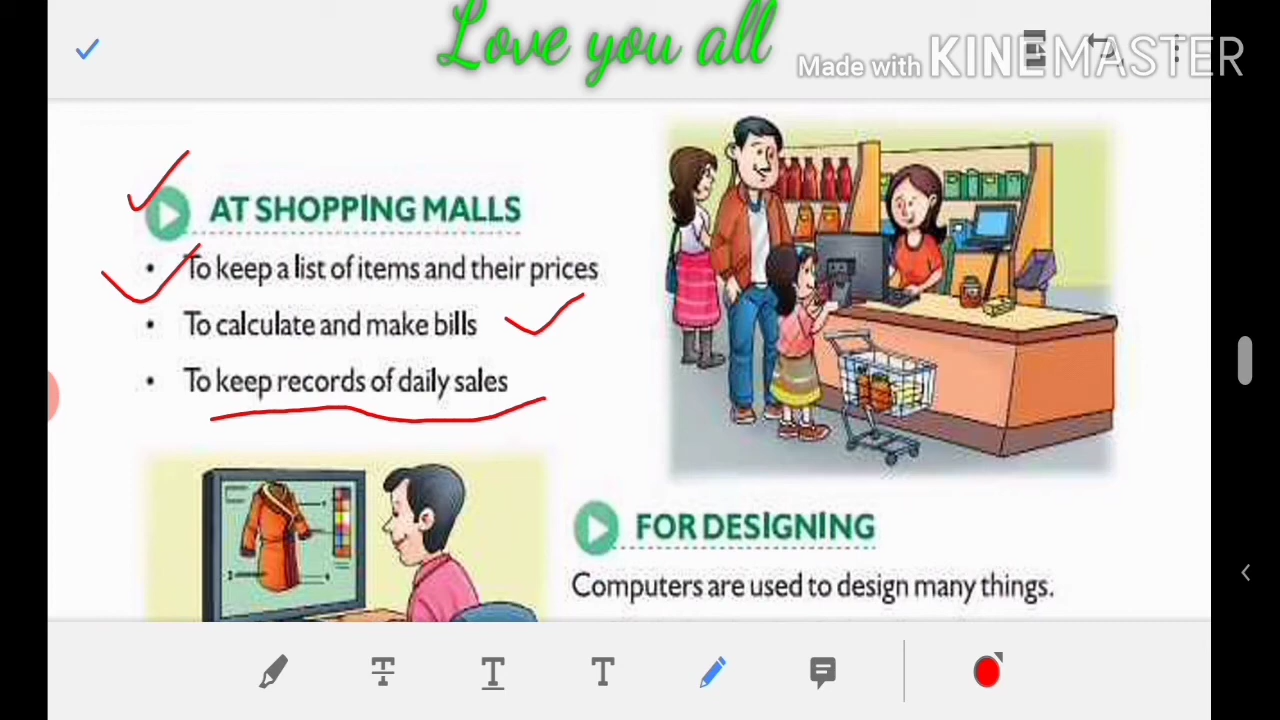 Love you all
Made with KINEMASTER
AT SHOPPING MALLS
• To keep a list of items and their prices
• To calculate and make bills
• To keep records of daily sales
FOR DESIGNING
Computers are used to design many things.